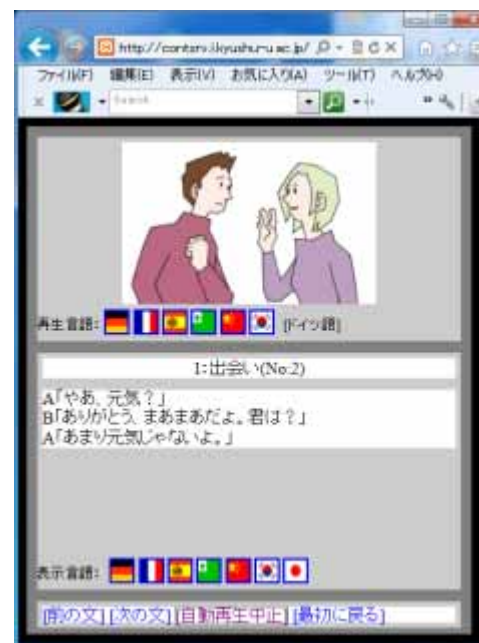 ファイル(F) 編集(E) 表示(V) お気に入り(A) ツール(T) ヘルプ(H)
再生言語: [ドイツ語]
1:出会い(No.2)
A「やあ、元気?」
B「ありがとう、まあまあだよ。君は?」
A「あまり元気じゃないよ。」
表示言語:
[前の文] [次の文] [自動再生中止] [最初に戻る]